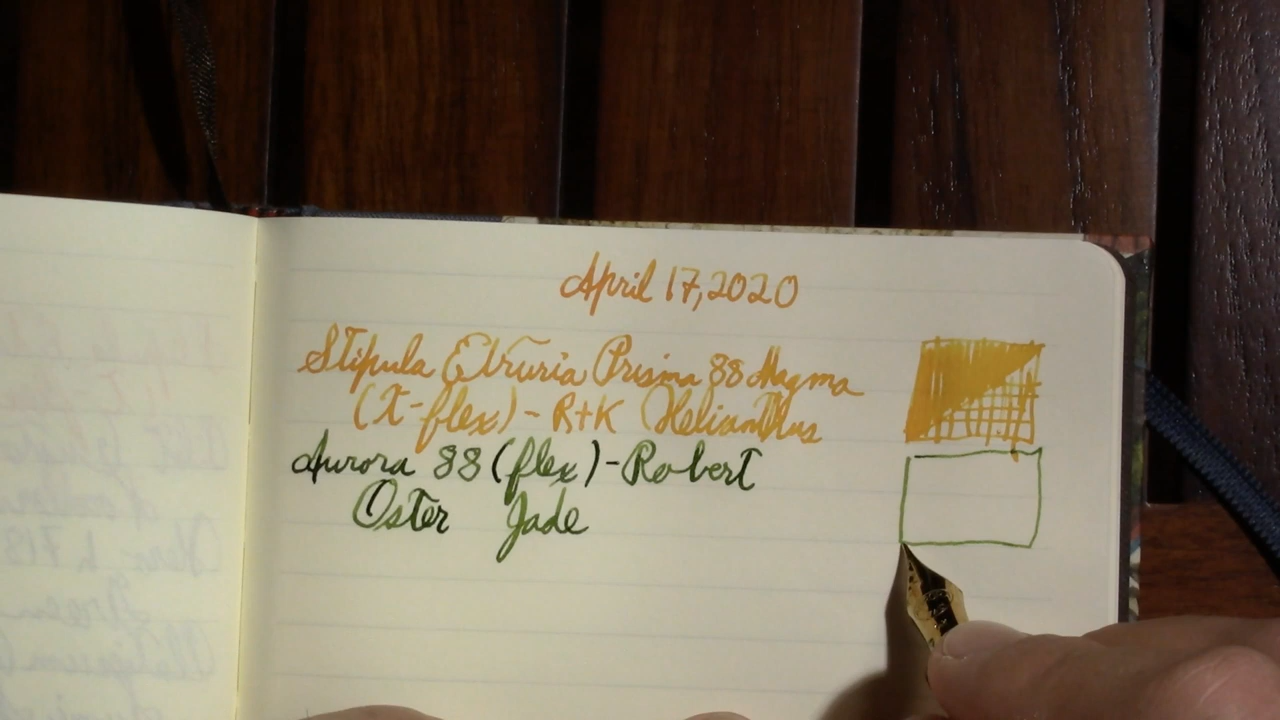 April 17, 2020
Stipula Etruria Prisma 88 Magma
(T-flex) - R+K Helianthus
Aurora 88 (flex) - Robert
Oster Jade